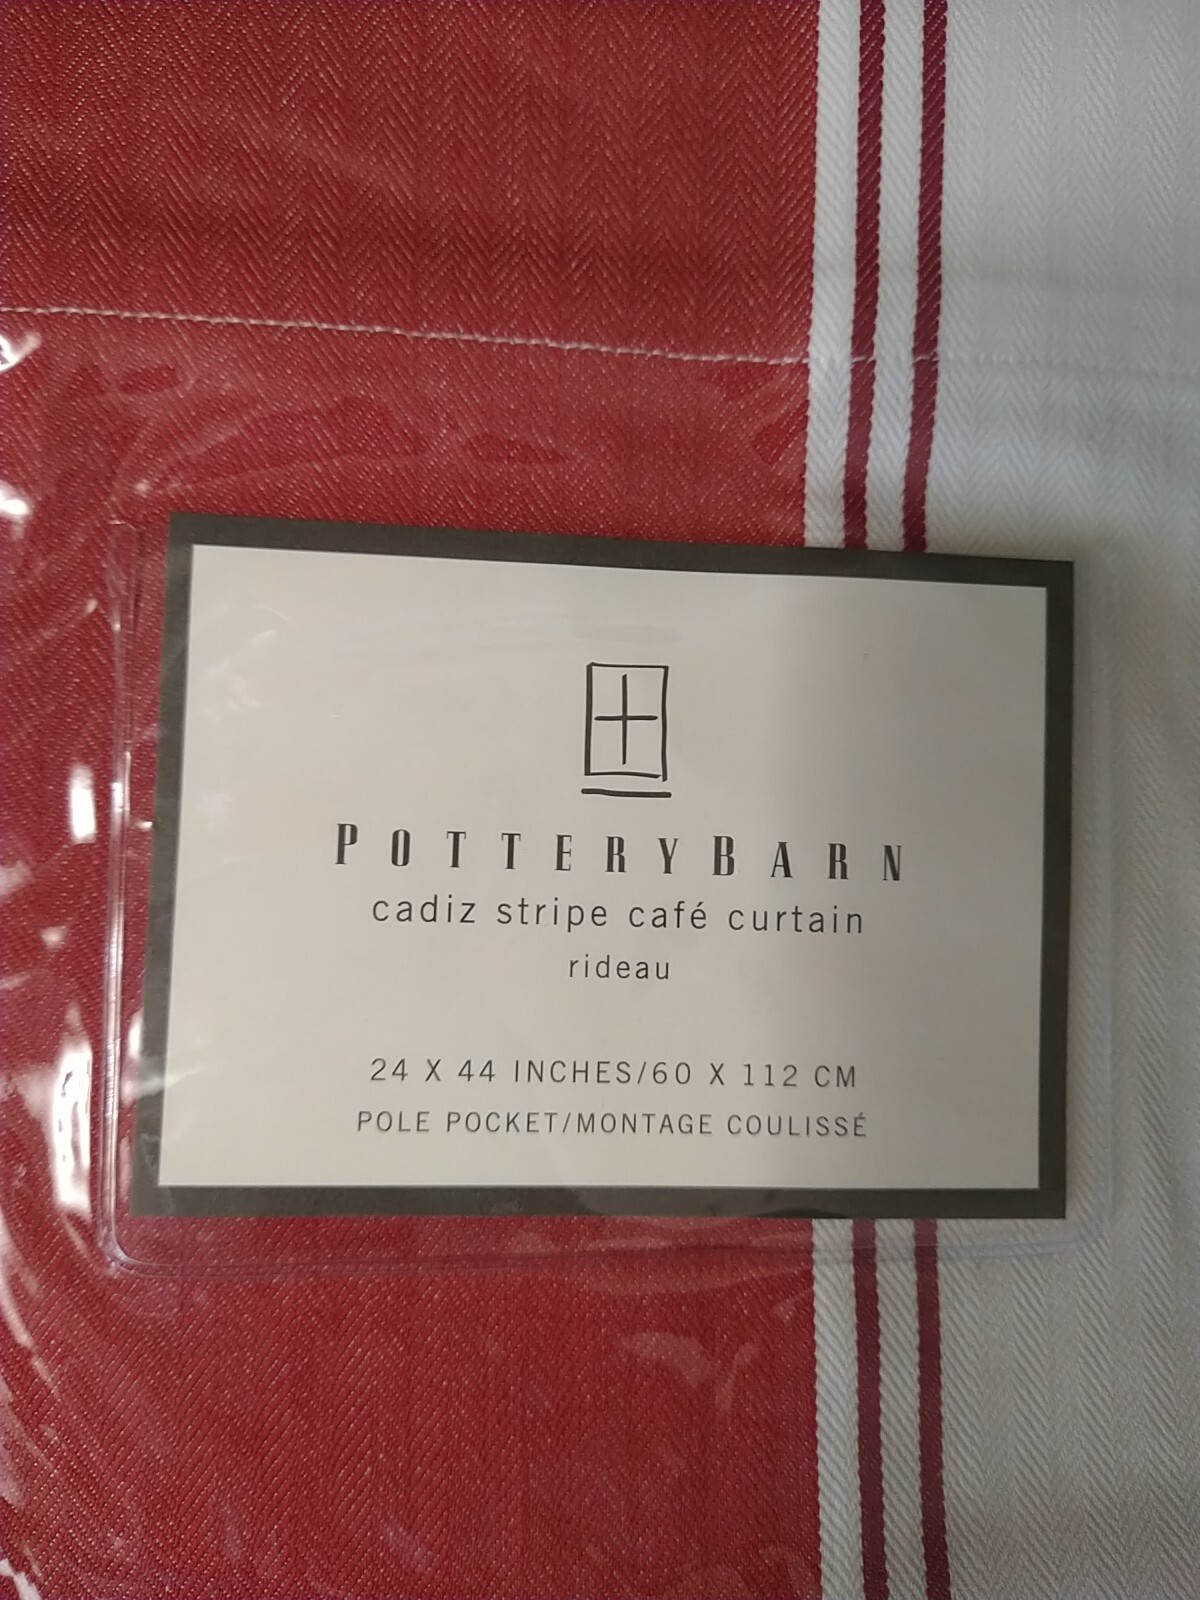 POTTERYBARN
cadiz stripe café curtain
rideau
24 X 44 INCHES/60 X 112 CM
POLE POCKET/MONTAGE COULISSÉ